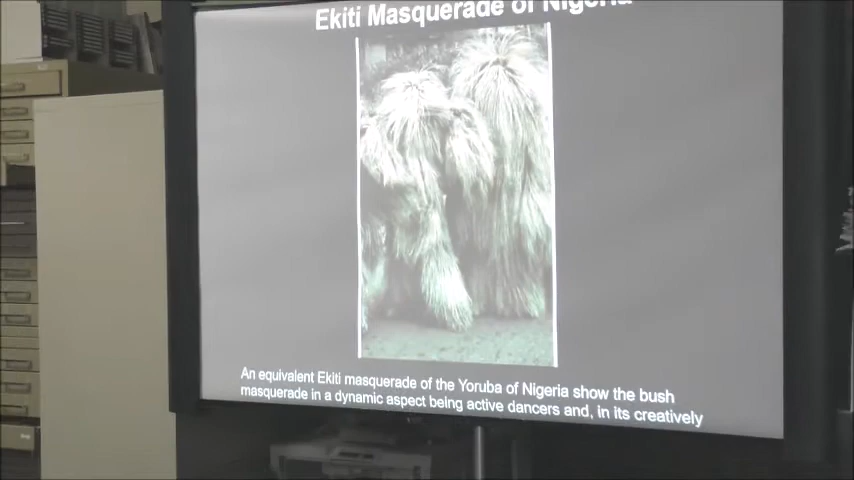 Ekiti Masquerade of Nigeria
An equivalent Ekiti masquerade of the Yoruba of Nigeria show the bush
masquerade in a dynamic aspect being active dancers and, in its creatively